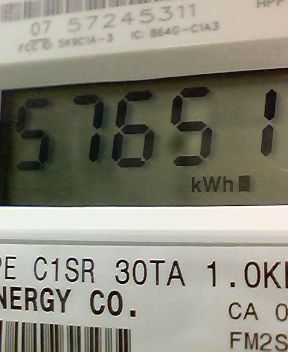 07 57245311
FCC ID: SK9C1A-3 IC: 864G-C1A3
57651
kWh
C1SR 30TA 1.0K
NERGY CO.
CA 0
FM2S